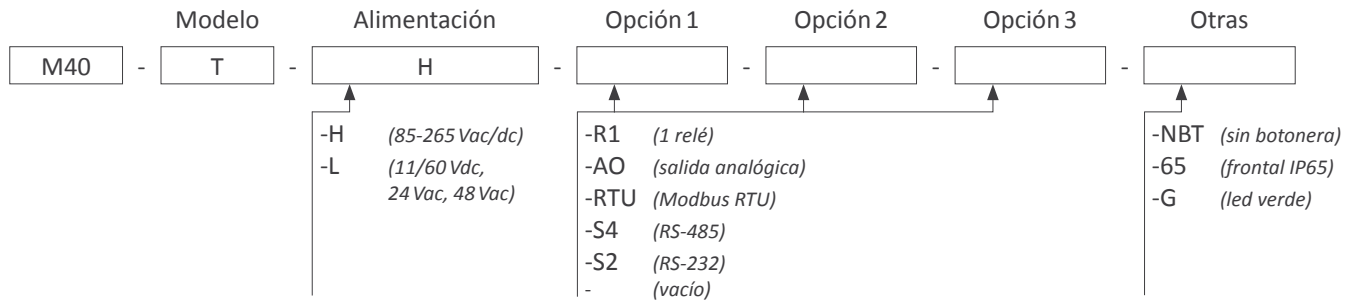 Modelo Alimentación Opción 1 Opción 2 Opción 3 Otras
M40 - T - H - - - -
-H (85-265 Vac/dc) -R1 (1 relé) -NBT (sin botonera)
-L (11/60 Vdc, -AO (salida analógica) -65 (frontal IP65)
24 Vac, 48 Vac) -RTU (Modbus RTU) -G (led verde)
-S4 (RS-485)
-S2 (RS-232)
- (vacío)